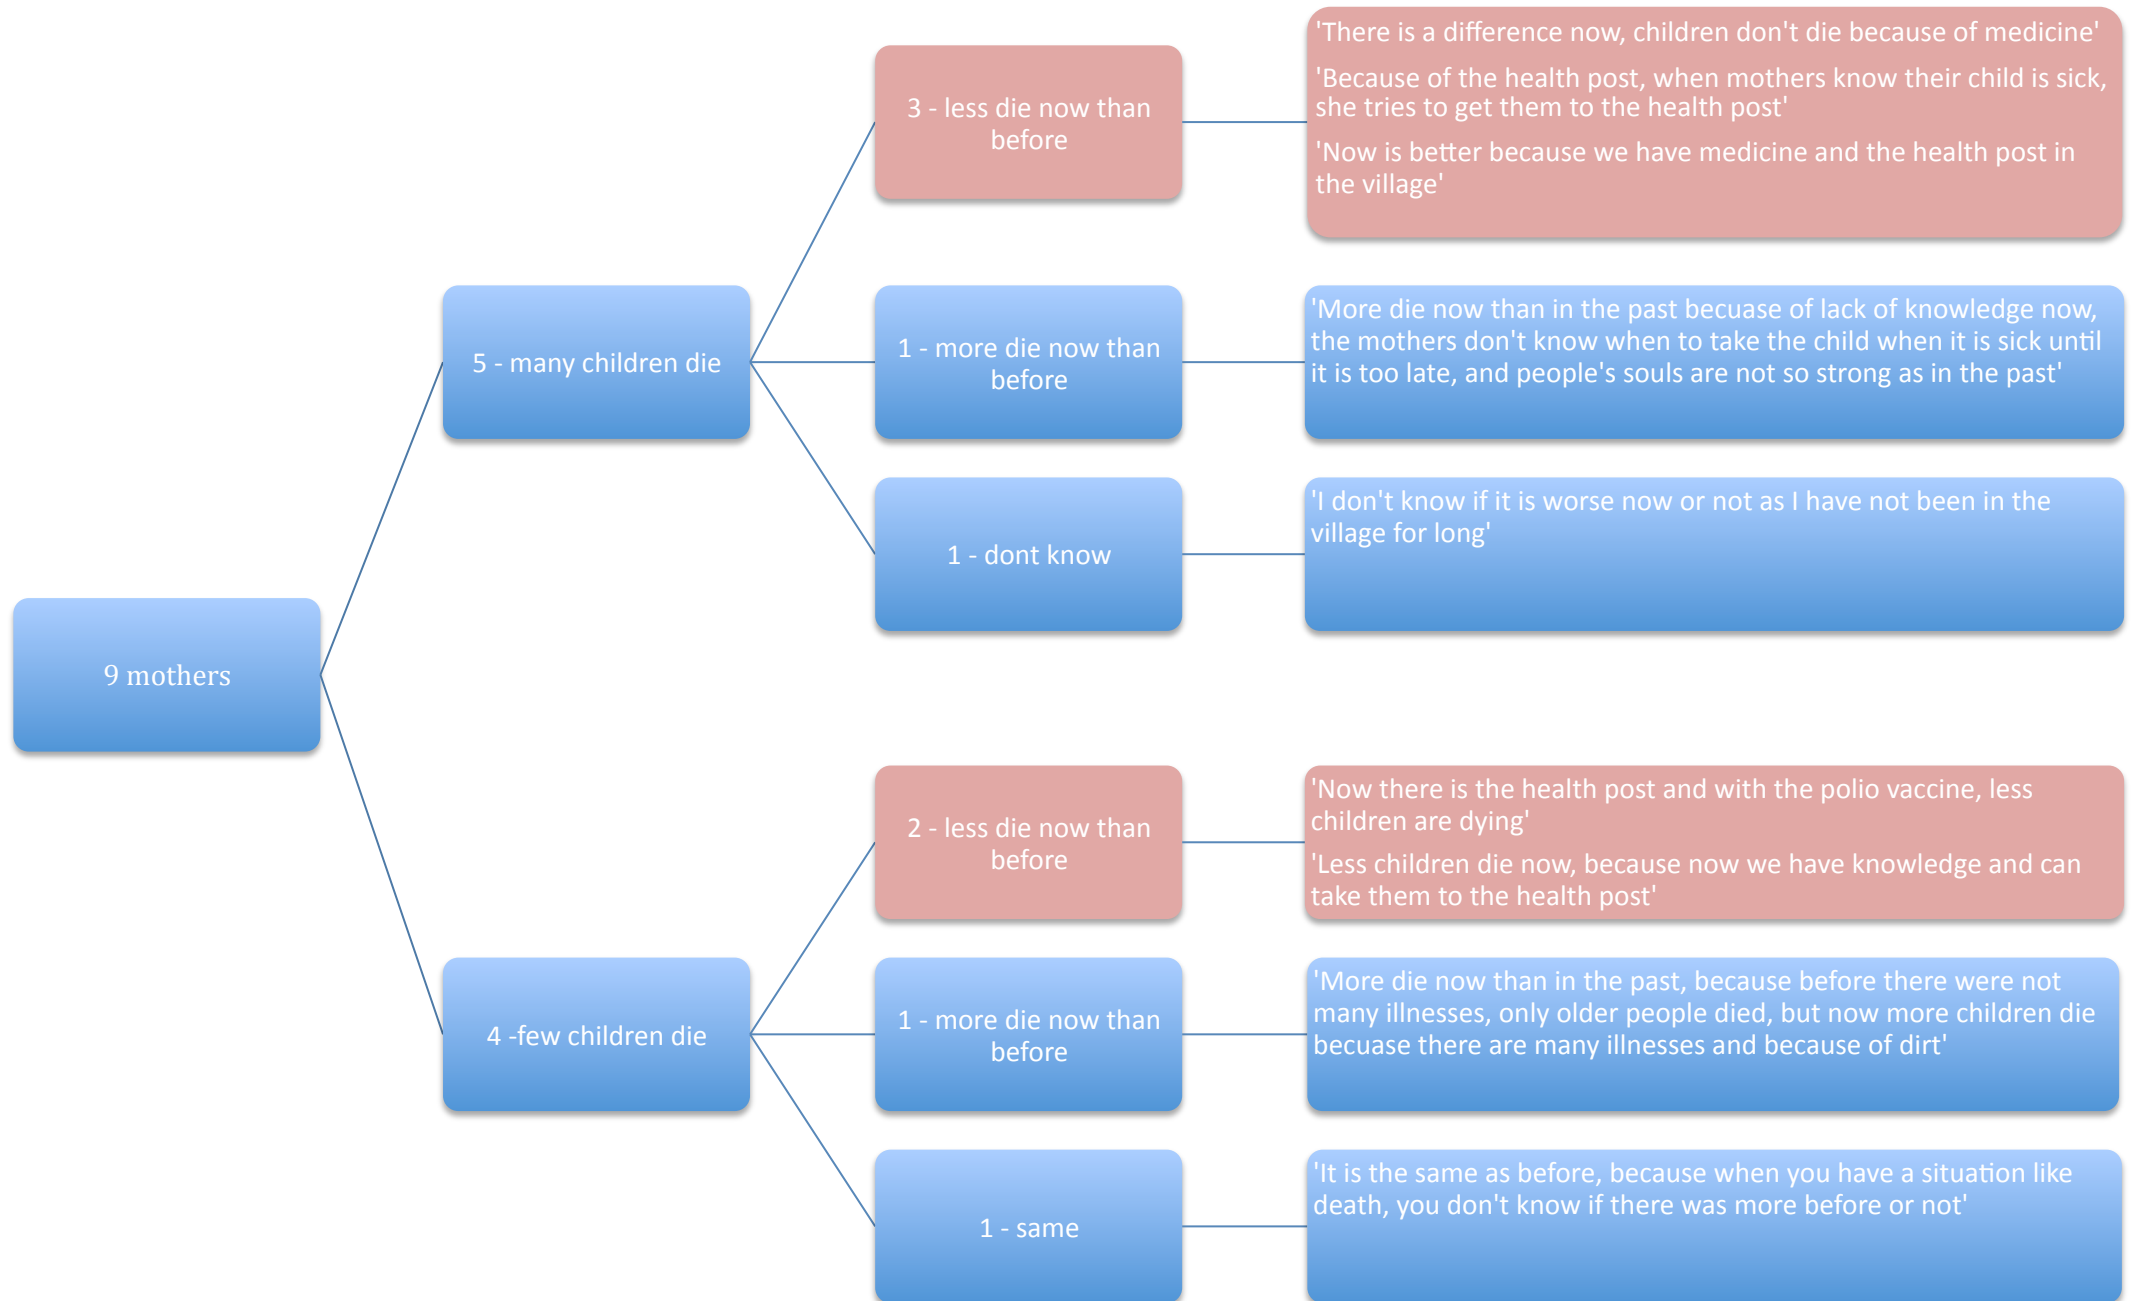 9 mothers
5 - many children die
3 - less die now than
before
'There is a difference now, children don't die because of medicine'
'Because of the health post, when mothers know their child is sick,
she tries to get them to the health post'
'Now is better because we have medicine and the health post in
the village'
1 - more die now than
before
'More die now than in the past becuase of lack of knowledge now,
the mothers don't know when to take the child when it is sick until
it is too late, and people's souls are not so strong as in the past'
1 - dont know
'I don't know if it is worse now or not as I have not been in the
village for long'
4 -few children die
2 - less die now than
before
'Now there is the health post and with the polio vaccine, less
children are dying'
'Less children die now, because now we have knowledge and can
take them to the health post'
1 - more die now than
before
'More die now than in the past, because before there were not
many illnesses, only older people died, but now more children die
becuase there are many illnesses and because of dirt'
1 - same
'It is the same as before, because when you have a situation like
death, you don't know if there was more before or not'